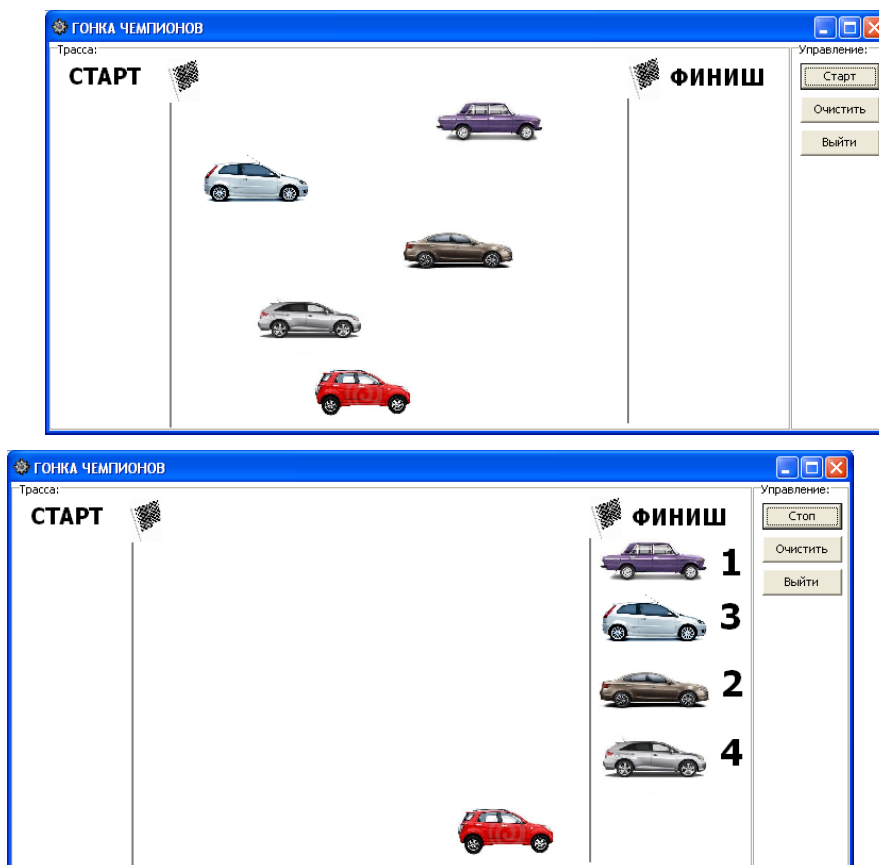 ГОНКА ЧЕМПИОНОВ
Трасса:
Управление:
СТАРТ
ФИНИШ
Старт
Очистить
Выйти
ГОНКА ЧЕМПИОНОВ
Трасса:
Управление:
СТАРТ
ФИНИШ
Стоп
1
Очистить
Выйти
3
2
4